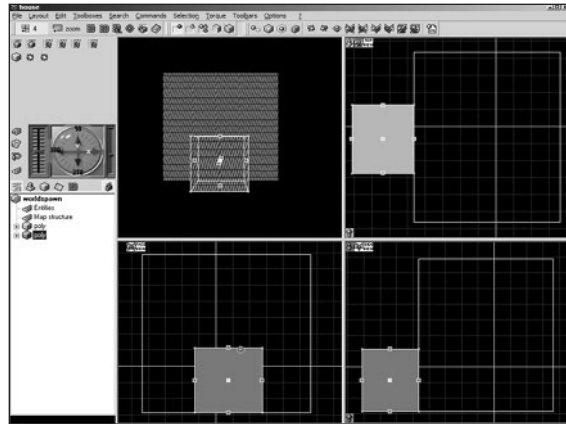 house
File Layout Edit Toolboxes Search Commands Selection Torque Toolbars Options ?
4 zoom
worldspawn
Entities
Map structure
poly
poly